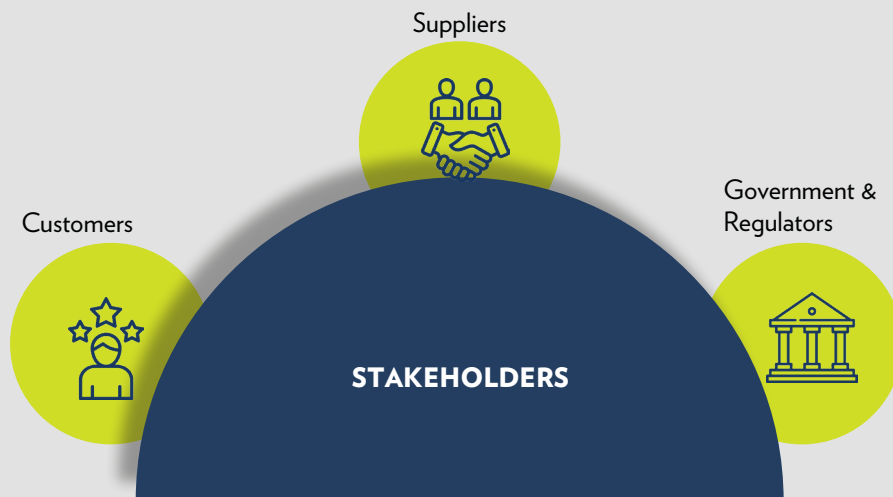 Suppliers
Government &
Regulators
Customers
STAKEHOLDERS